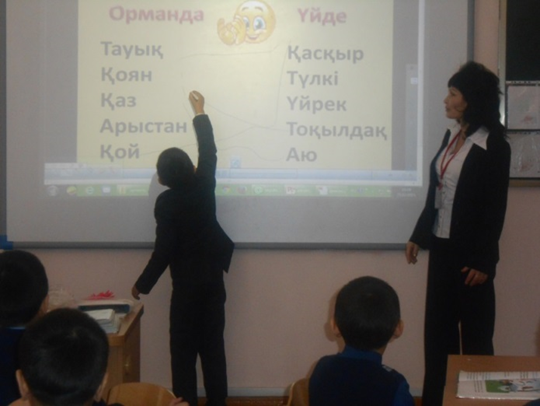 Орманда Үйде
Тауық Қасқыр
Қоян Түлкі
Қаз Үйрек
Арыстан Тоқылдақ
Қой Аю